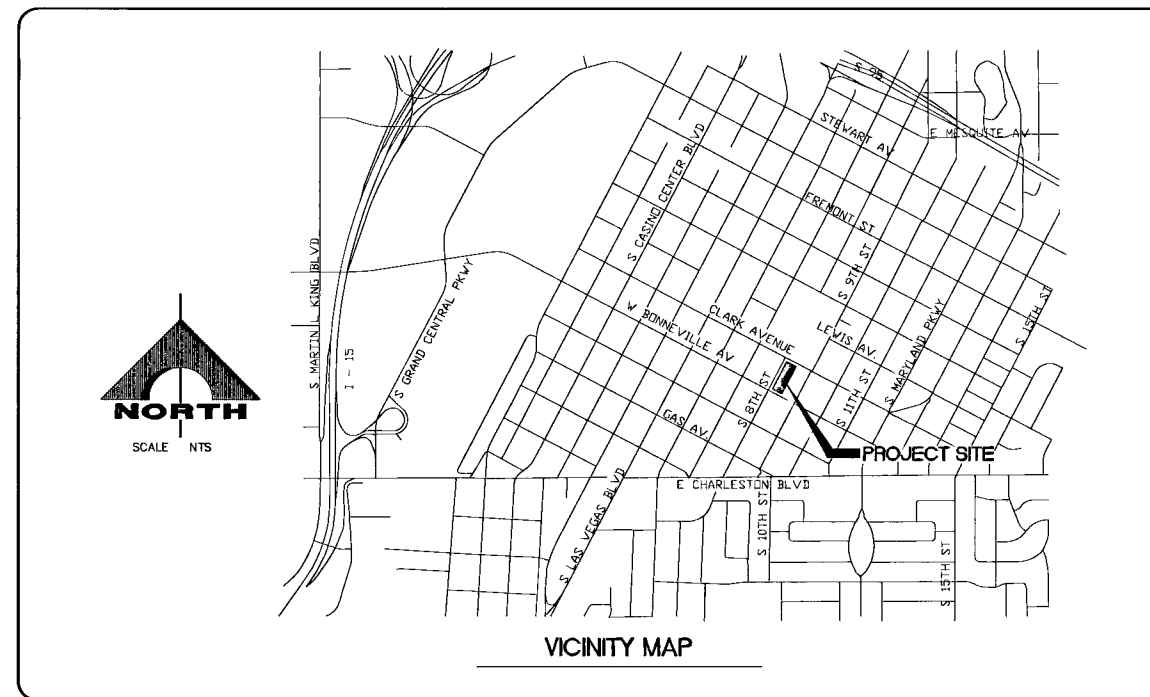 S 95
STEWART AV
E MESQUITE AV
S CASINO CENTER BLVD
FREMONT ST
S 9TH ST
S MARTIN L KING BLVD
I - 15
S GRAND CENTRAL PKWY
W BONNEVILLE AV
CLARK AVENUE
LEWIS AV.
S MARYLAND PKWY
S 15TH ST
S 8TH ST
S 11TH ST
GAS AV.
NORTH
SCALE NTS
PROJECT SITE
E CHARLESTON BLVD
S LAS VEGAS BLVD
S 10TH ST
S 15TH ST
VICINITY MAP